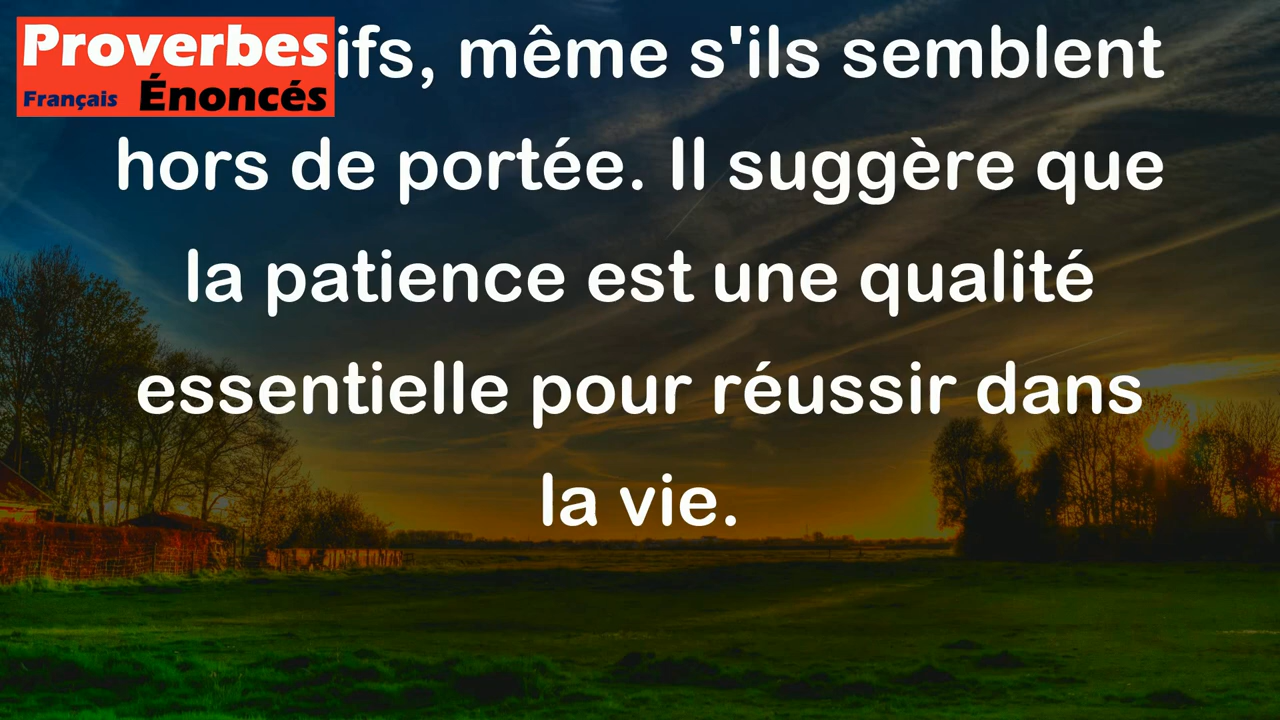 Proverbes
Français Énoncés
ifs, même s'ils semblent
hors de portée. Il suggère que
la patience est une qualité
essentielle pour réussir dans
la vie.